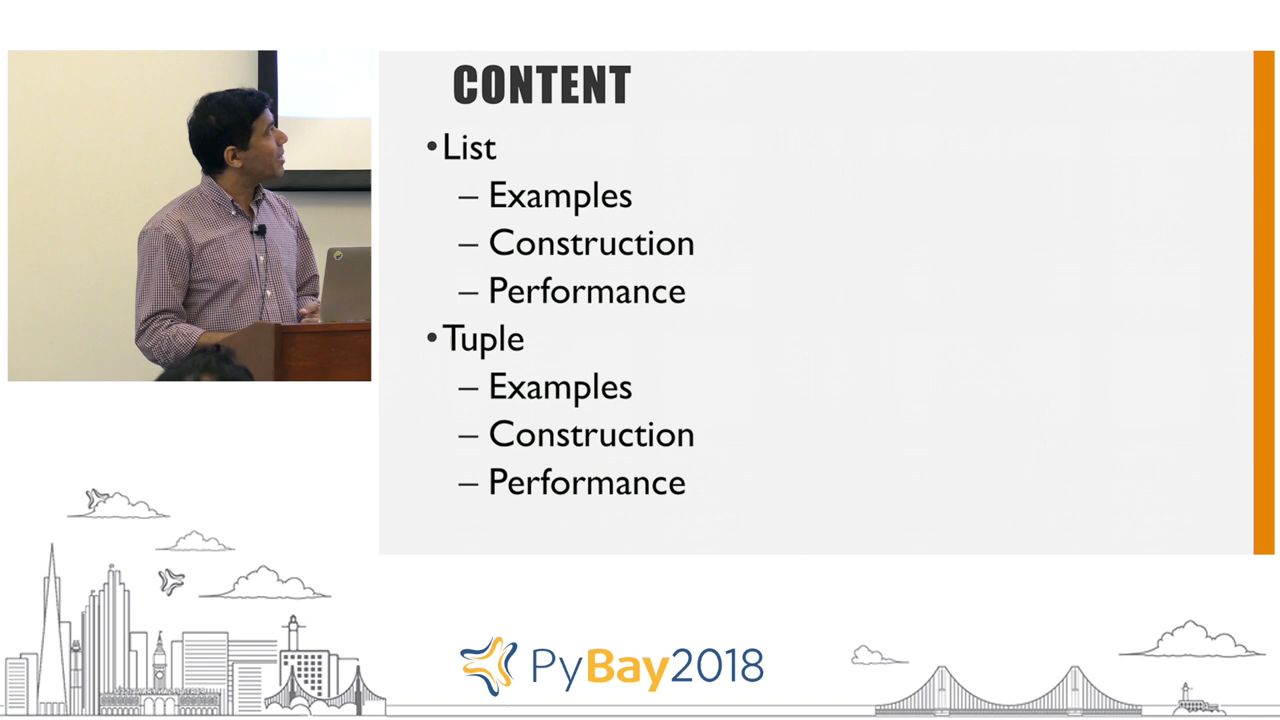 CONTENT
•List
– Examples
– Construction
– Performance
•Tuple
– Examples
– Construction
– Performance
PyBay2018